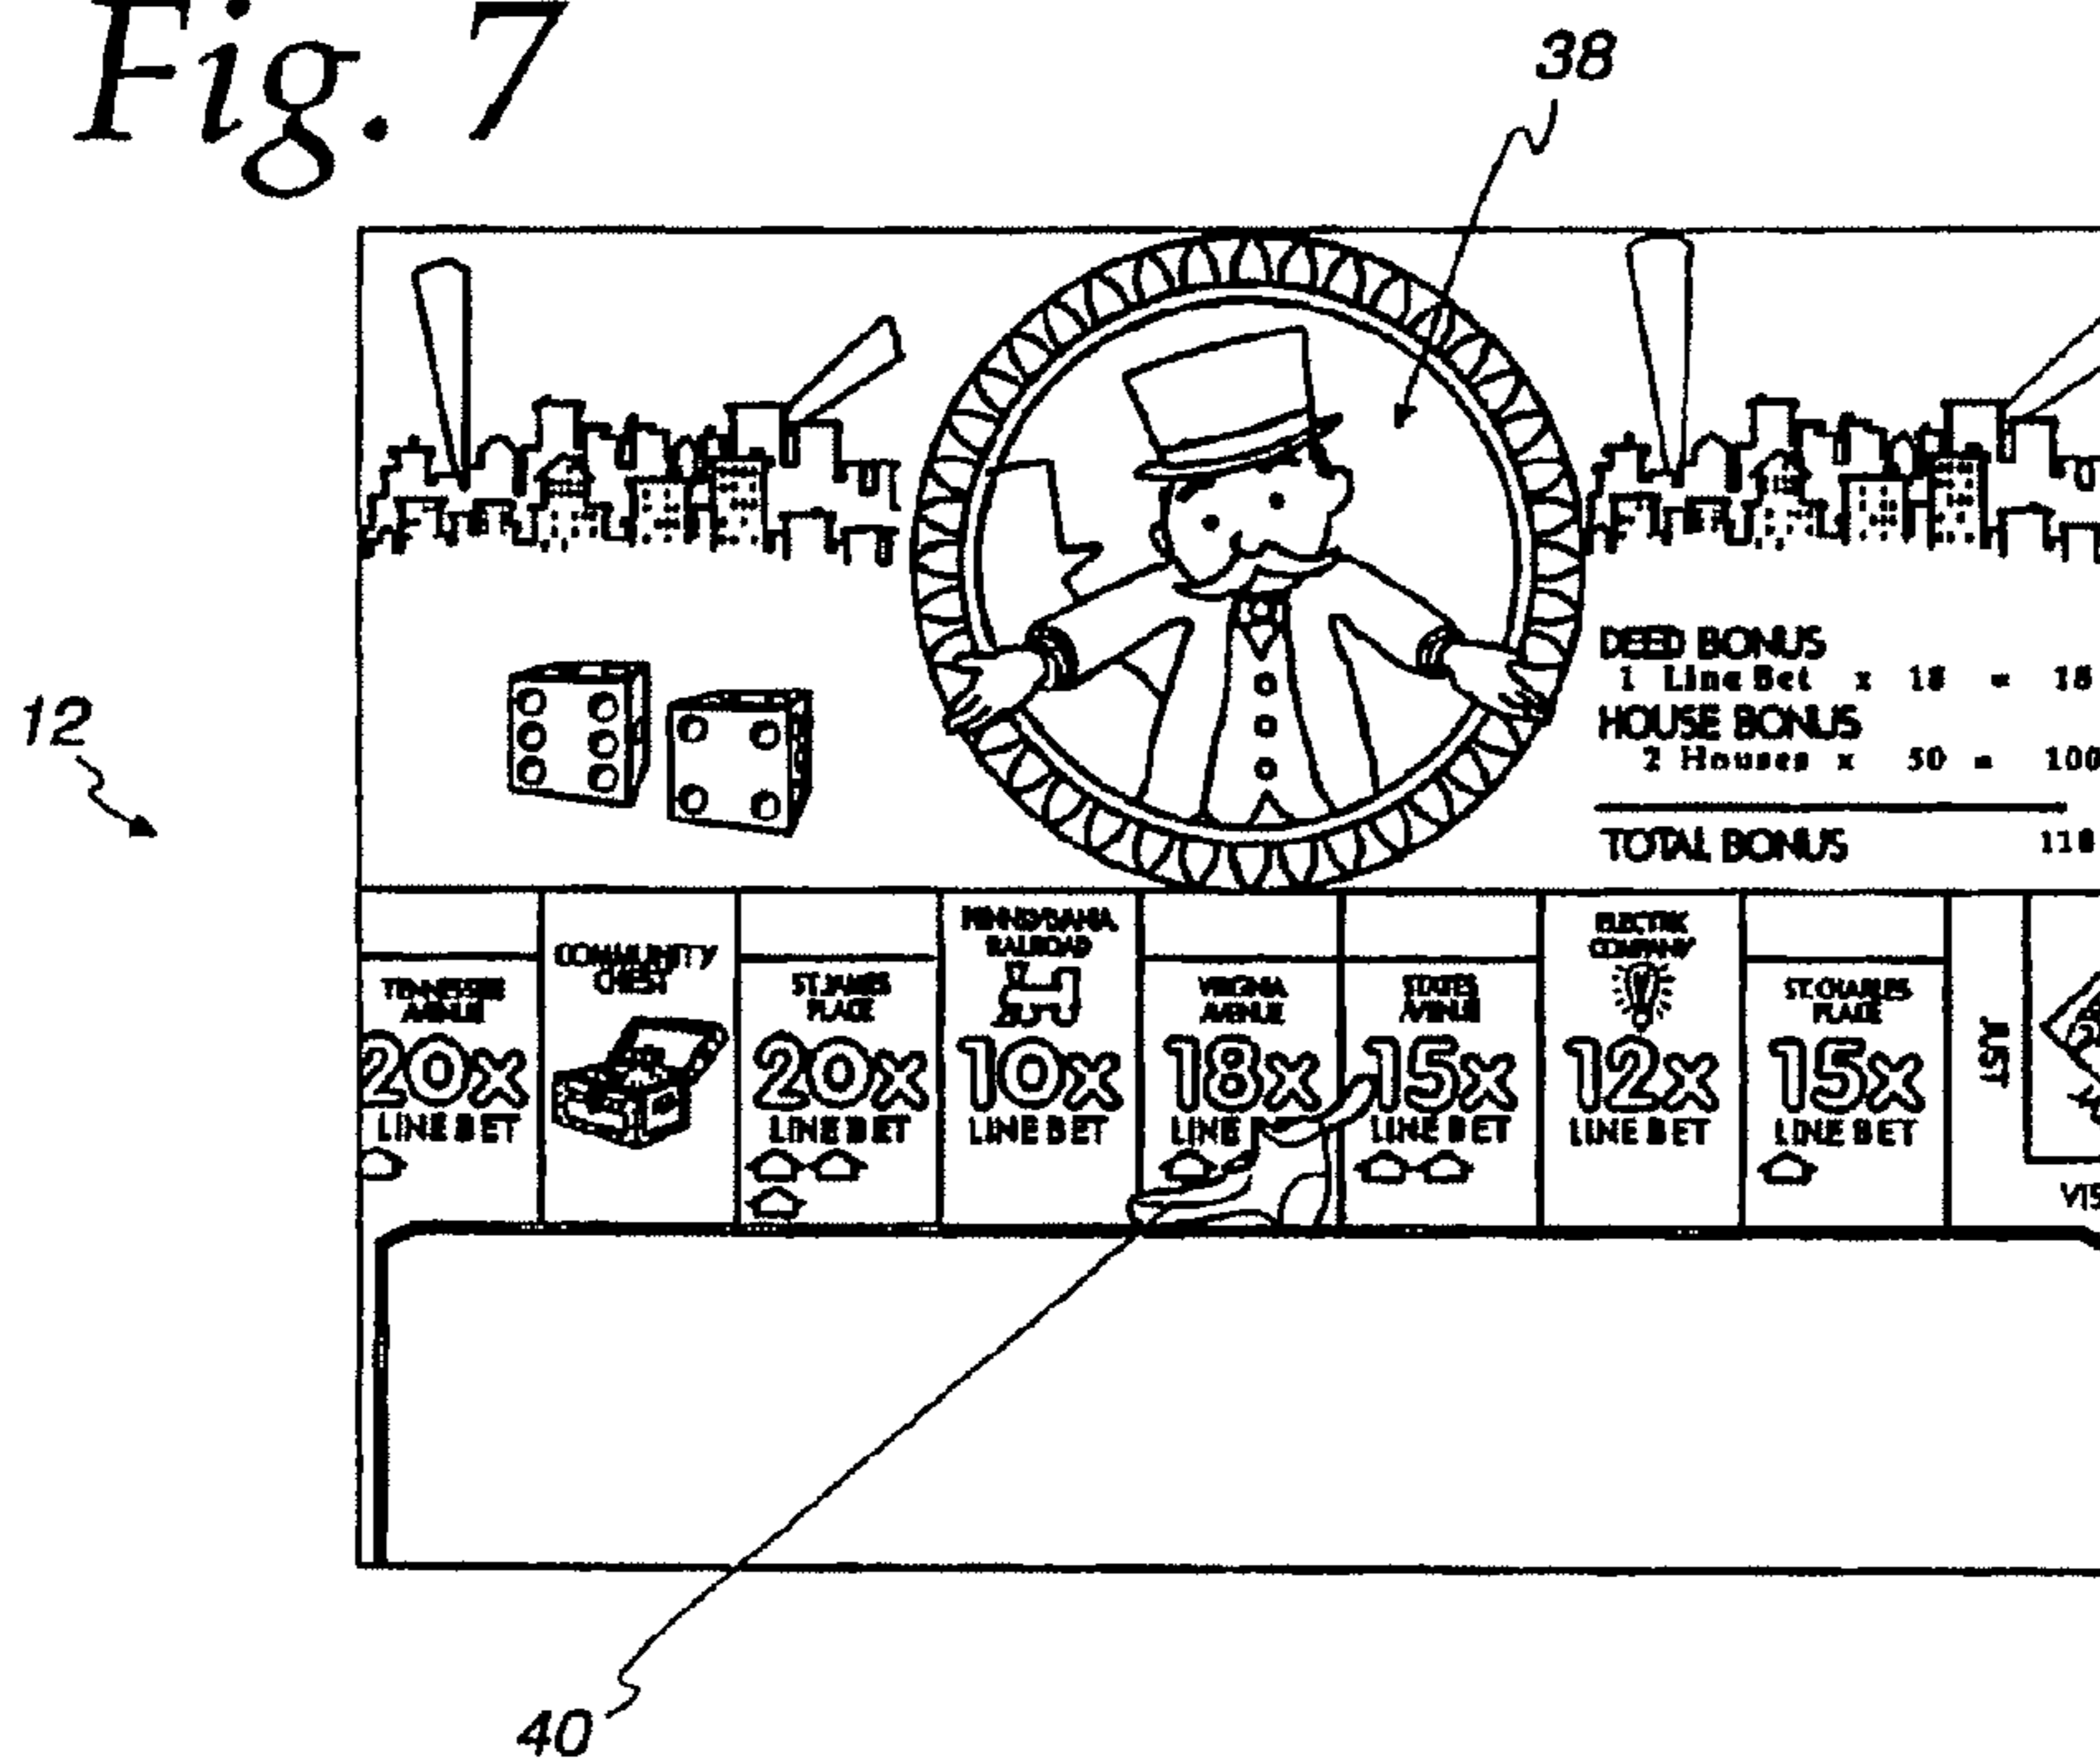 Fig. 7
38
12
DEED BONUS
1 Line Bet x 18 = 18
HOUSE BONUS
2 Houses x 50 = 100
TOTAL BONUS 118
TENNESSEE
AVENUE
20x
LINE BET
COMMUNITY
CHEST
ST. JAMES
PLACE
20x
LINE BET
PENNSYLVANIA
RAILROAD
10x
LINE BET
VIRGINIA
AVENUE
18x
LINE
STATES
AVENUE
15x
LINE BET
ELECTRIC
COMPANY
12x
LINE BET
ST. CHARLES
PLACE
15x
LINE BET
JUST
VIS
40